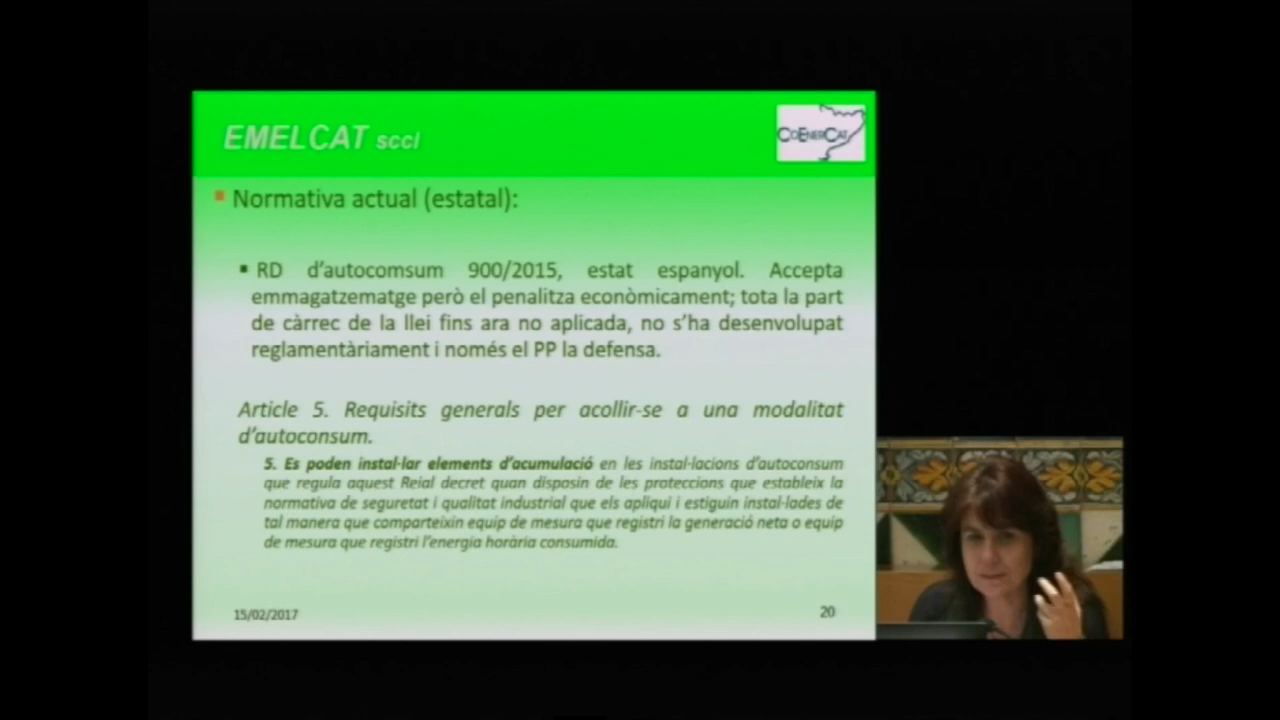 EMELCAT sccl
COENERCAT
Normativa actual (estatal):
RD d'autocomsum 900/2015, estat espanyol. Accepta
emmagatzematge però el penalitza econòmicament; tota la part
de càrrec de la llei fins ara no aplicada, no s'ha desenvolupat
reglamentàriament i només el PP la defensa.
Article 5. Requisits generals per acollir-se a una modalitat
d'autoconsum.
5. Es poden instal·lar elements d'acumulació en les instal·lacions d'autoconsum
que regula aquest Reial decret quan disposin de les proteccions que estableix la
normativa de seguretat i qualitat industrial que els apliqui i estiguin instal·lades de
tal manera que comparteixin equip de mesura que registri la generació neta o equip
de mesura que registri l'energia horària consumida.
15/02/2017
20